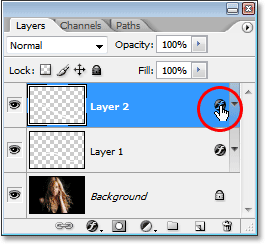 Layers Channels Paths
Normal Opacity: 100%
Lock: Fill: 100%
Layer 2
Layer 1
Background